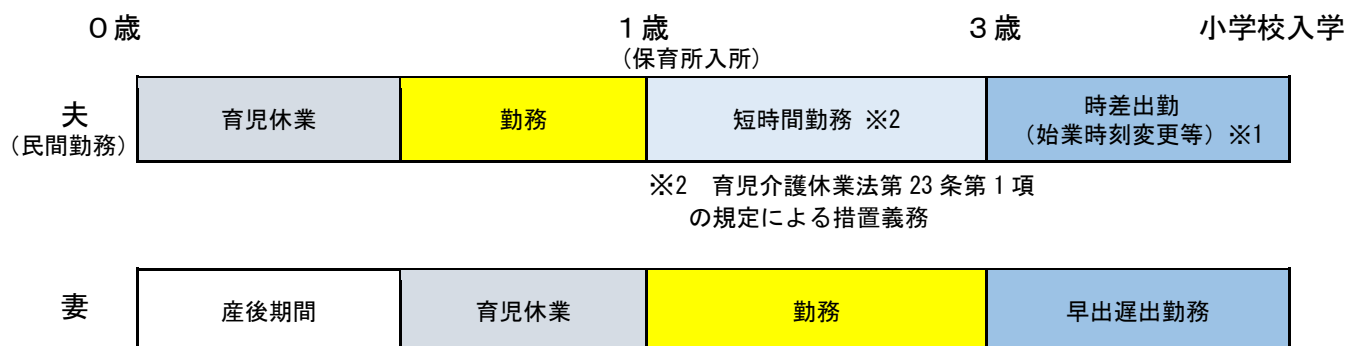 ０歳 １歳 ３歳 小学校入学
（保育所入所）
夫
（民間勤務）
育児休業 勤務 短時間勤務 ※2 時差出勤
（始業時刻変更等）※1
※2　育児介護休業法第 23 条第 1 項
の規定による措置義務
妻 産後期間 育児休業 勤務 早出遅出勤務